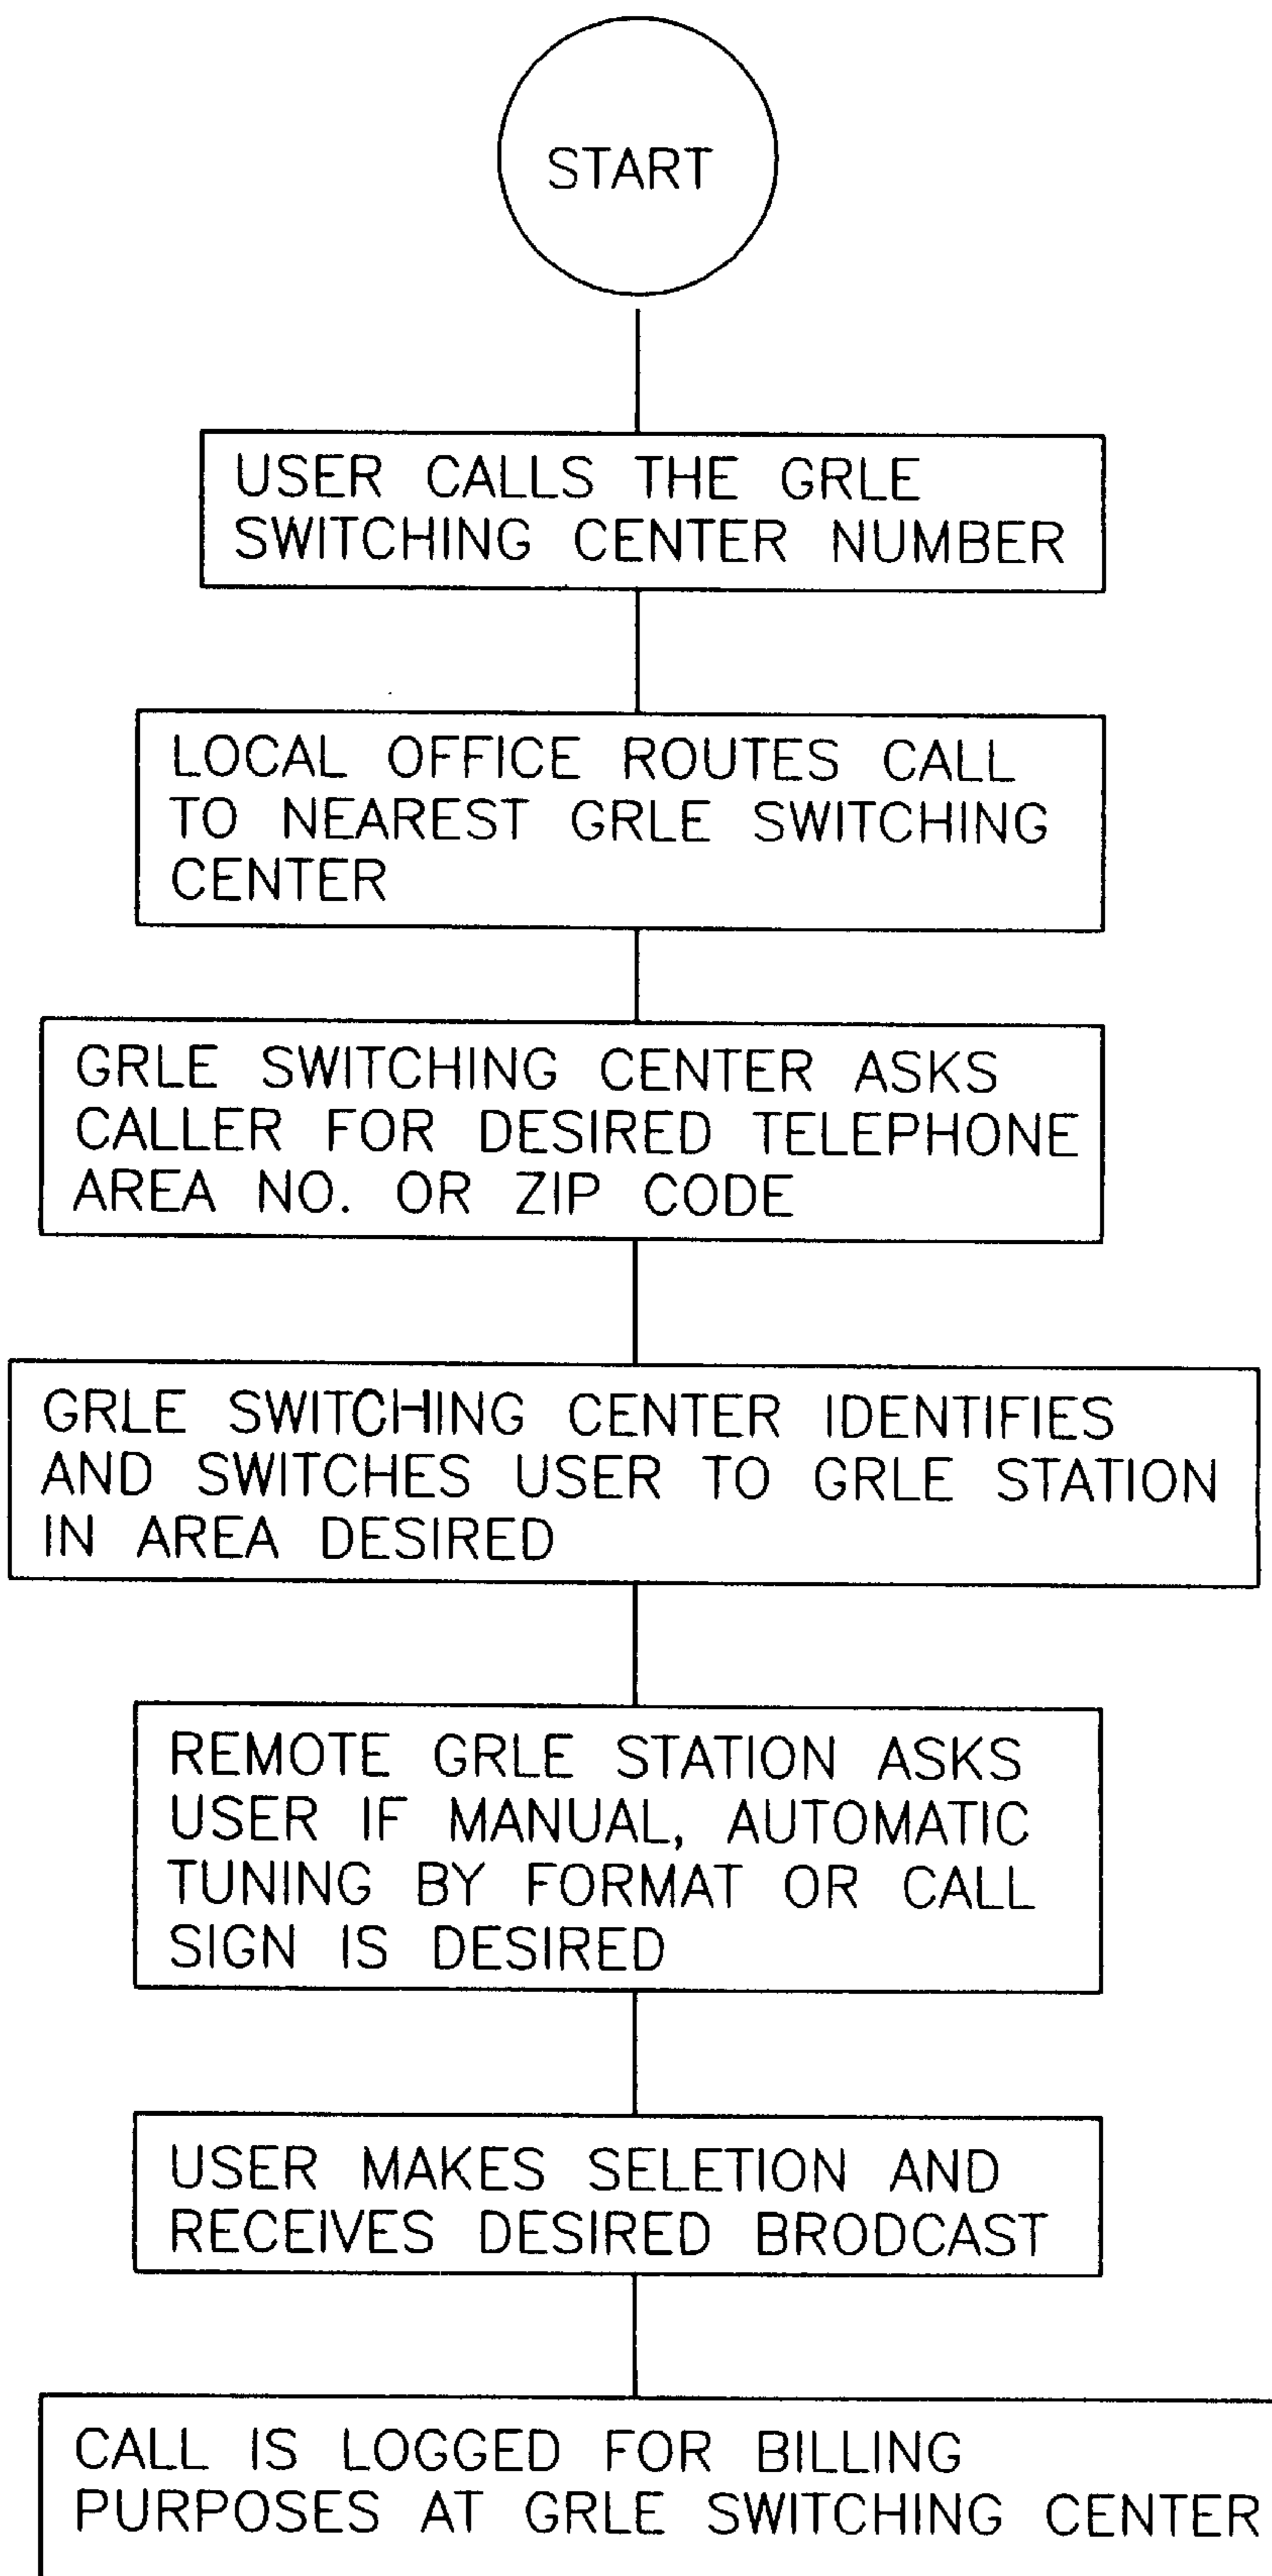 START
USER CALLS THE GRLE
SWITCHING CENTER NUMBER
LOCAL OFFICE ROUTES CALL
TO NEAREST GRLE SWITCHING
CENTER
GRLE SWITCHING CENTER ASKS
CALLER FOR DESIRED TELEPHONE
AREA NO. OR ZIP CODE
GRLE SWITCHING CENTER IDENTIFIES
AND SWITCHES USER TO GRLE STATION
IN AREA DESIRED
REMOTE GRLE STATION ASKS
USER IF MANUAL, AUTOMATIC
TUNING BY FORMAT OR CALL
SIGN IS DESIRED
USER MAKES SELETION AND
RECEIVES DESIRED BRODCAST
CALL IS LOGGED FOR BILLING
PURPOSES AT GRLE SWITCHING CENTER